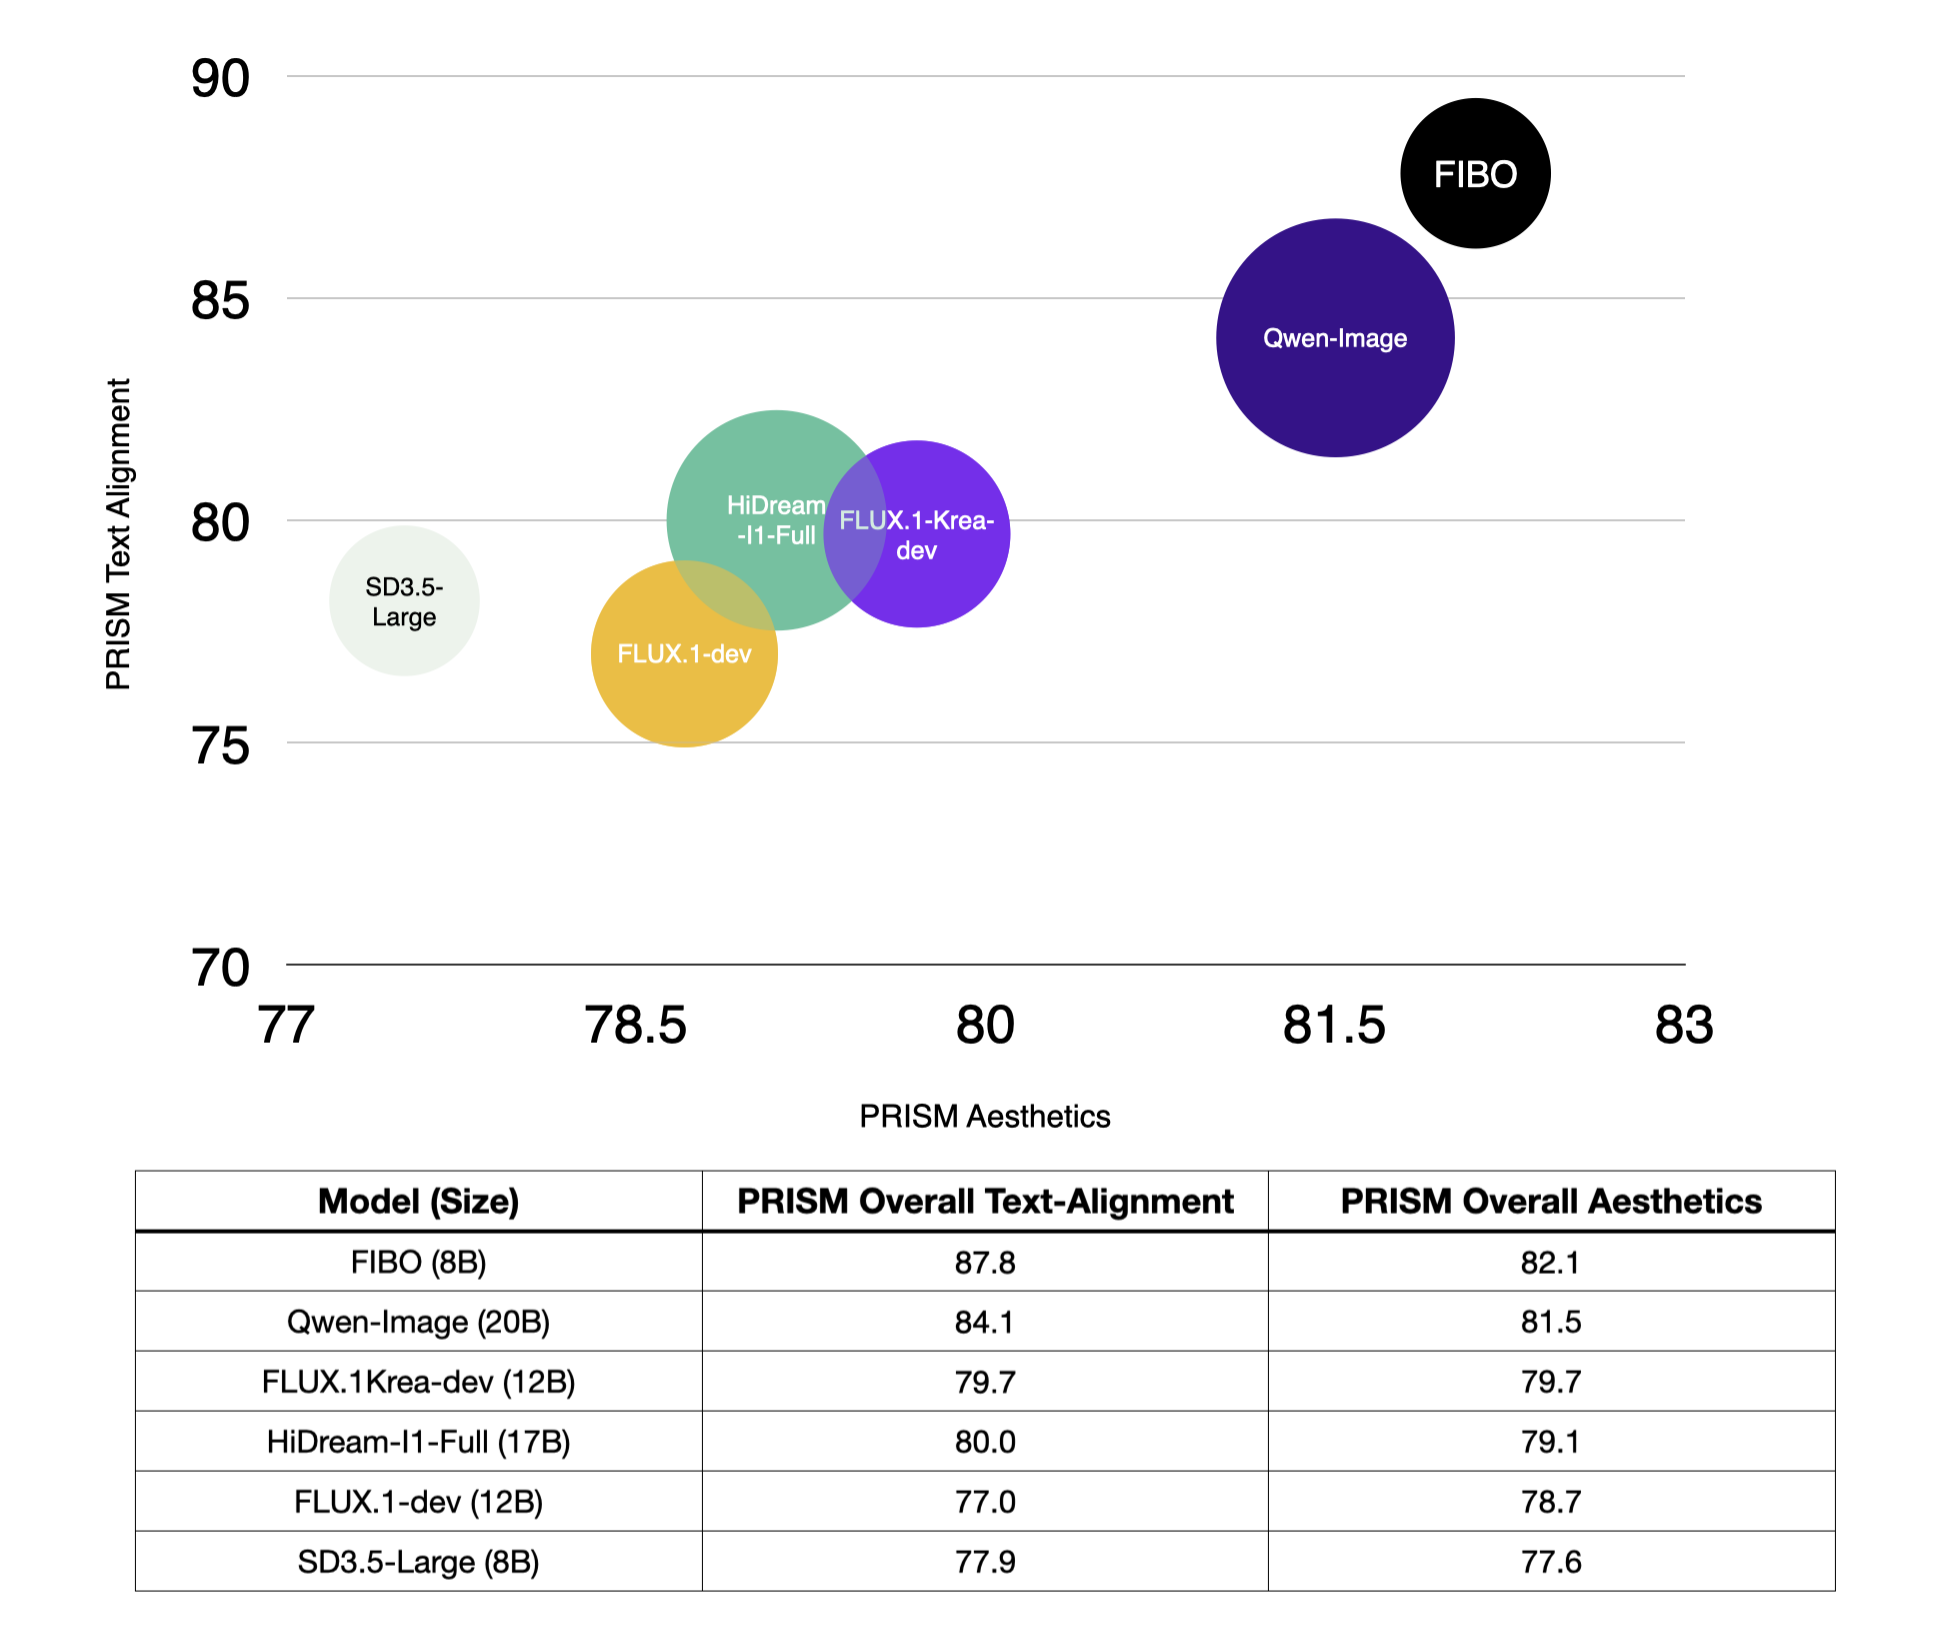 90
FIBO
85
Qwen-Image
PRISM Text Alignment
HiDream
-I1-Full
FLUX.1-Krea-
dev
80
SD3.5-
Large
FLUX.1-dev
75
70
77 78.5 80 81.5 83
PRISM Aesthetics
Model (Size) PRISM Overall Text-Alignment PRISM Overall Aesthetics
FIBO (8B) 87.8 82.1
Qwen-Image (20B) 84.1 81.5
FLUX.1Krea-dev (12B) 79.7 79.7
HiDream-I1-Full (17B) 80.0 79.1
FLUX.1-dev (12B) 77.0 78.7
SD3.5-Large (8B) 77.9 77.6